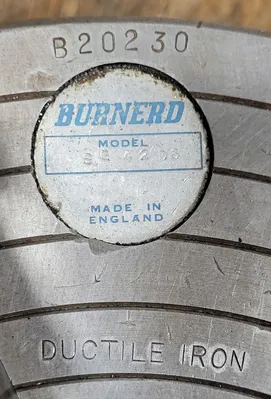 B20230
BURNERD
MODEL
MADE IN
ENGLAND
DUCTILE IRON